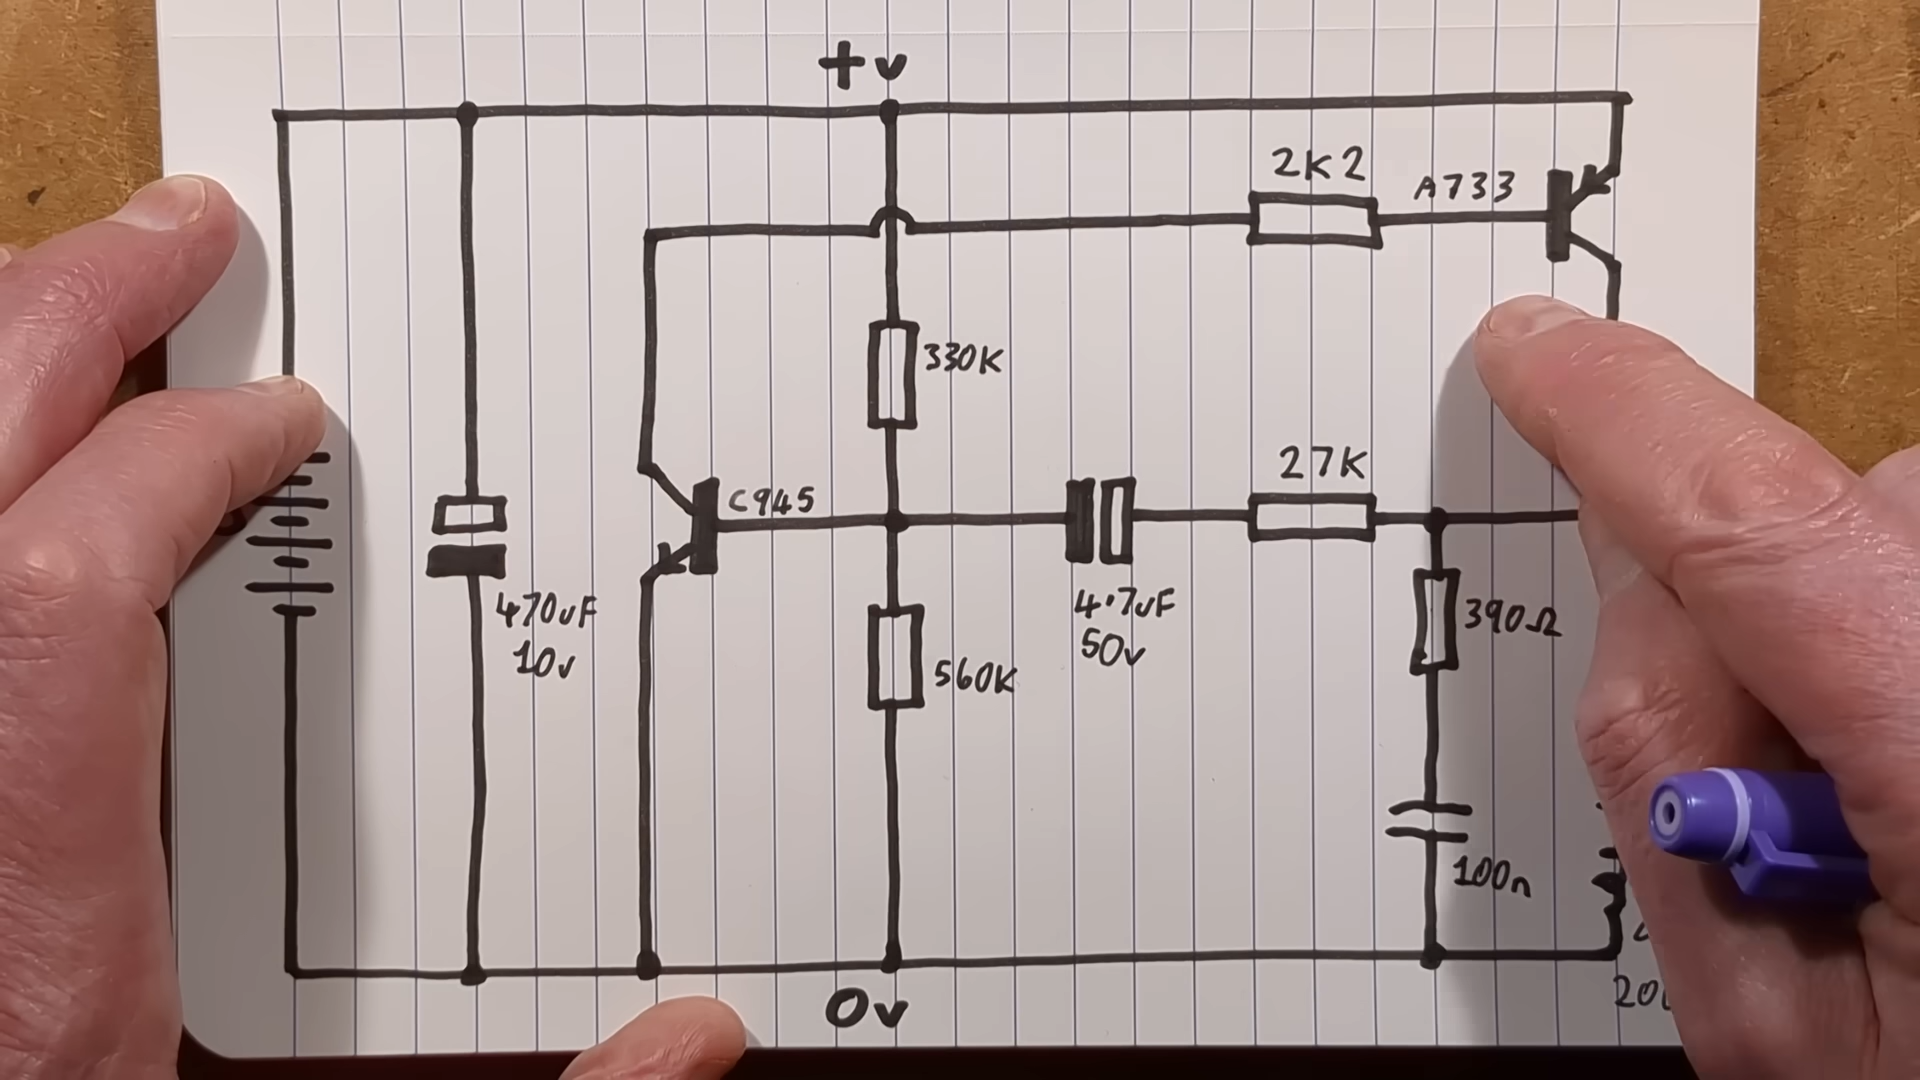 +v
2K2
A733
330K
27K
C945
470uF
10v
4.7uF
50v
390Ω
560K
100n
0v